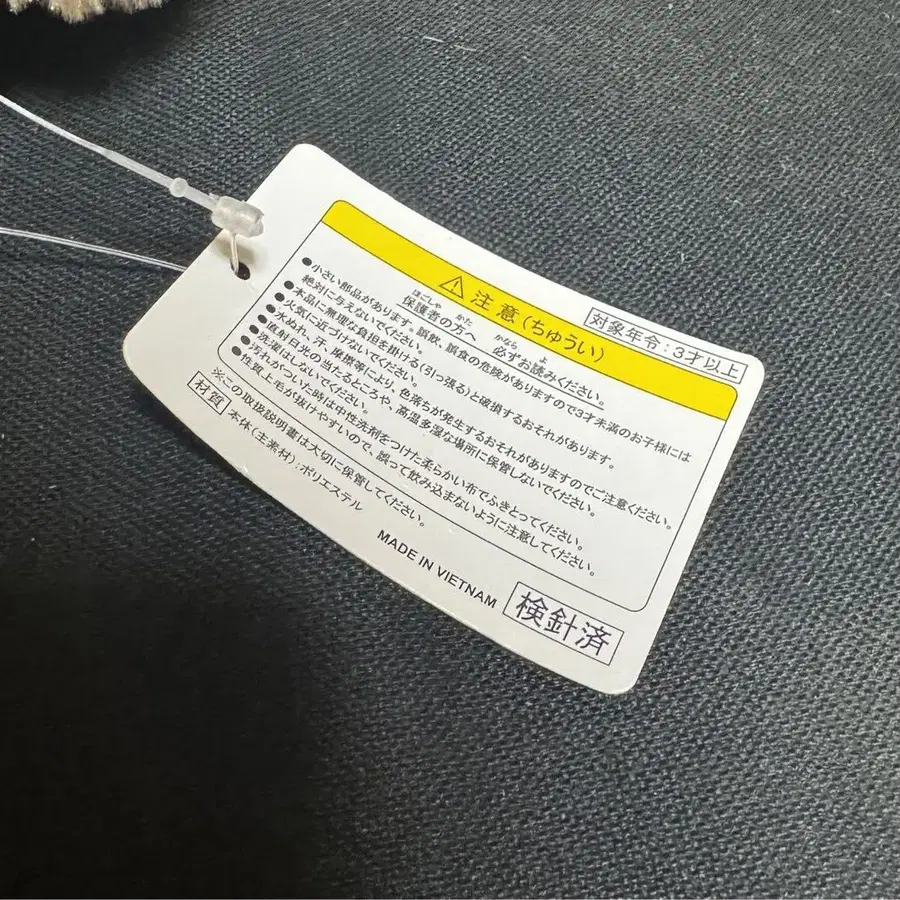 対象年令：3才以上
⚠注意(ちゅうい)
保護者の方へ 必ずお読みください。
●小さい部品があります。誤飲、誤食の危険がありますので3才未満のお子様には
絶対に与えないでください。
●本品に無理な負担を掛ける(引っ張る)と破損するおそれがあります。
●火気に近づけないでください。
●水ぬれ、汗、摩擦等により、色落ちが発生するおそれがありますのでご注意ください。
●直射日光の当たるところや、高温多湿な場所に保管しないでください。
●洗濯はしないでください。
●汚れがついた時は中性洗剤をつけた柔らかい布でふきとってください。
●性質上毛が抜けやすいので、誤って飲み込まないように注意してください。
※この取扱説明書は大切に保管してください。
材質 本体(主素材)：ポリエステル
MADE IN VIETNAM
検針済